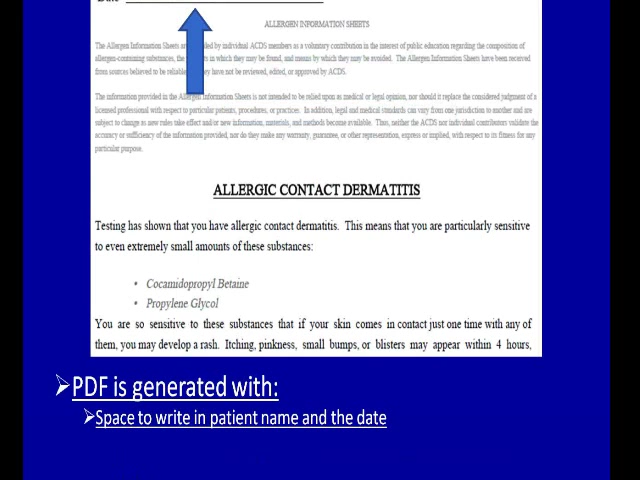 Date
ALLERGEN INFORMATION SHEETS
The Allergen Information Sheets are provided by individual ACDS members as a voluntary contribution in the interest of public education regarding the composition of
allergen-containing substances, the in which they may be found, and means by which they may be avoided. The Allergen Information Sheets have been received
from sources believed to be reliable they have not been reviewed, edited, or approved by ACDS.
The information provided in the Allergen Information Sheets is not intended to be relied upon as medical or legal opinion, nor should it replace the considered judgment of a
licensed professional with respect to particular patients, procedures, or practices. In addition, legal and medical standards can vary from one jurisdiction to another and are
subject to change as new rules take effect and/or new information, materials, and methods become available. Thus, neither the ACDS nor individual contributors validate the
accuracy or sufficiency of the information provided, nor do they make any warranty, guarantee, or other representation, express or implied, with respect to its fitness for any
particular purpose.
ALLERGIC CONTACT DERMATITIS
Testing has shown that you have allergic contact dermatitis. This means that you are particularly sensitive
to even extremely small amounts of these substances:
• Cocamidopropyl Betaine
• Propylene Glycol
You are so sensitive to these substances that if your skin comes in contact just one time with any of
them, you may develop a rash. Itching, pinkness, small bumps, or blisters may appear within 4 hours,
➢PDF is generated with:
➢Space to write in patient name and the date